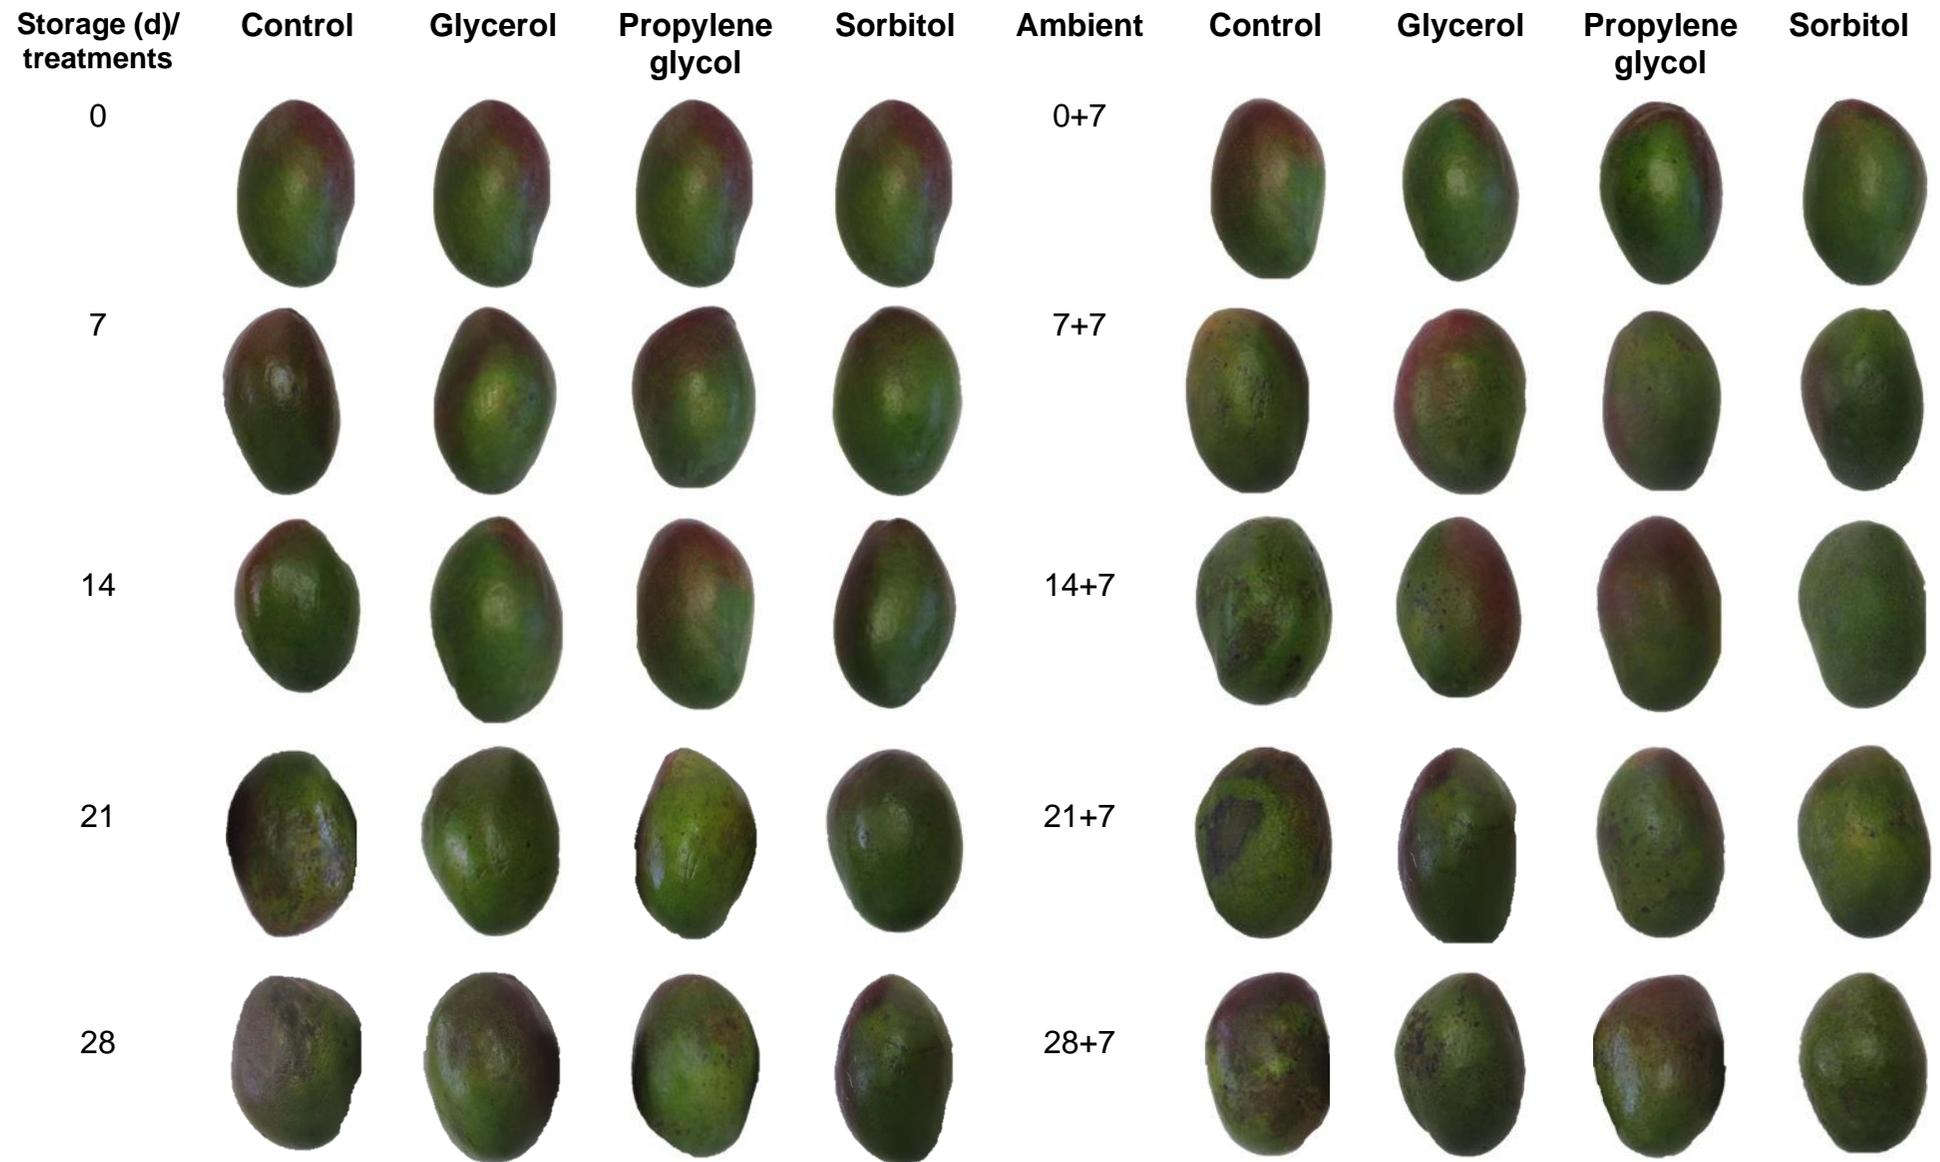 Storage (d)/
treatments
Control
Glycerol
Propylene
glycol
Sorbitol
Ambient
Control
Glycerol
Propylene
glycol
Sorbitol
0
0+7
7
7+7
14
14+7
21
21+7
28
28+7